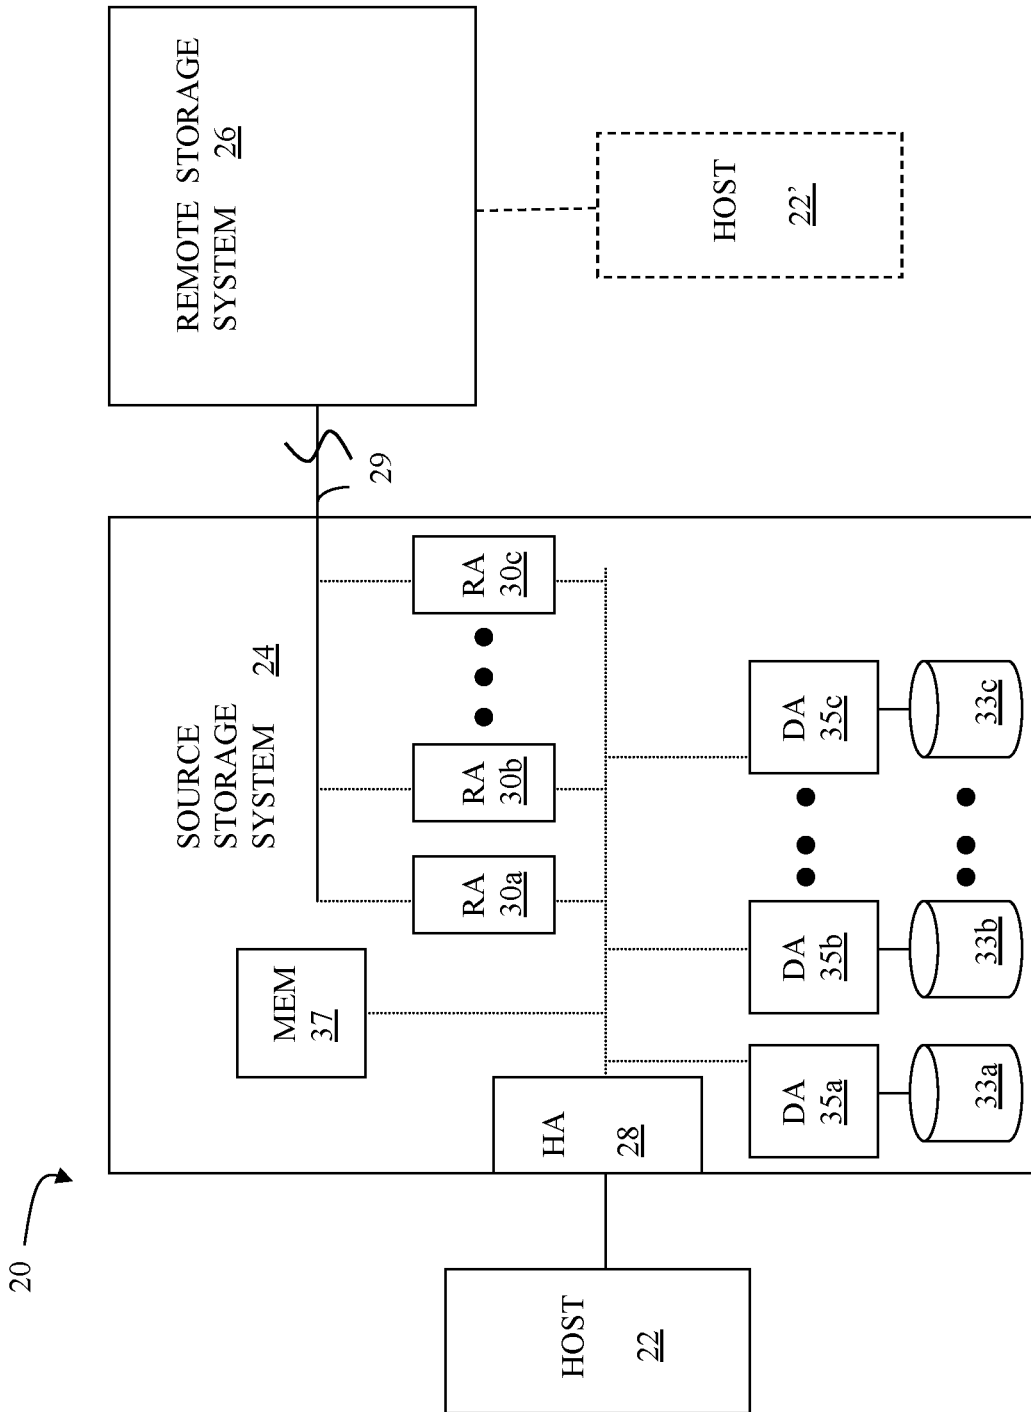 20
HOST
22
HA
28
SOURCE
STORAGE
SYSTEM 24
MEM
37
RA
30a
RA
30b
RA
30c
DA
35a
DA
35b
DA
35c
33a
33b
33c
29
REMOTE STORAGE
SYSTEM 26
HOST
22'